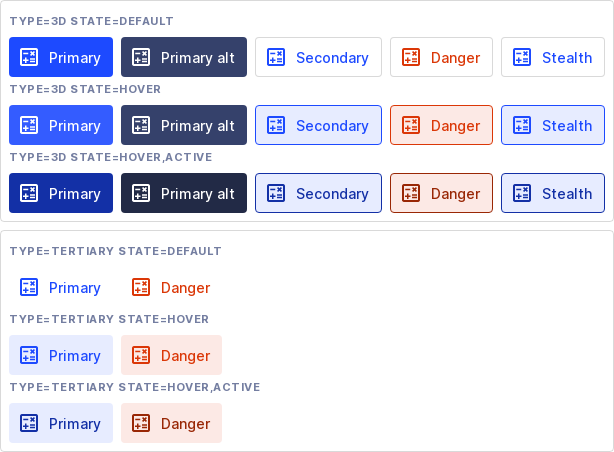 TYPE=3D STATE=DEFAULT
Primary Primary alt Secondary Danger Stealth
TYPE=3D STATE=HOVER
Primary Primary alt Secondary Danger Stealth
TYPE=3D STATE=HOVER,ACTIVE
Primary Primary alt Secondary Danger Stealth
TYPE=TERTIARY STATE=DEFAULT
Primary Danger
TYPE=TERTIARY STATE=HOVER
Primary Danger
TYPE=TERTIARY STATE=HOVER,ACTIVE
Primary Danger